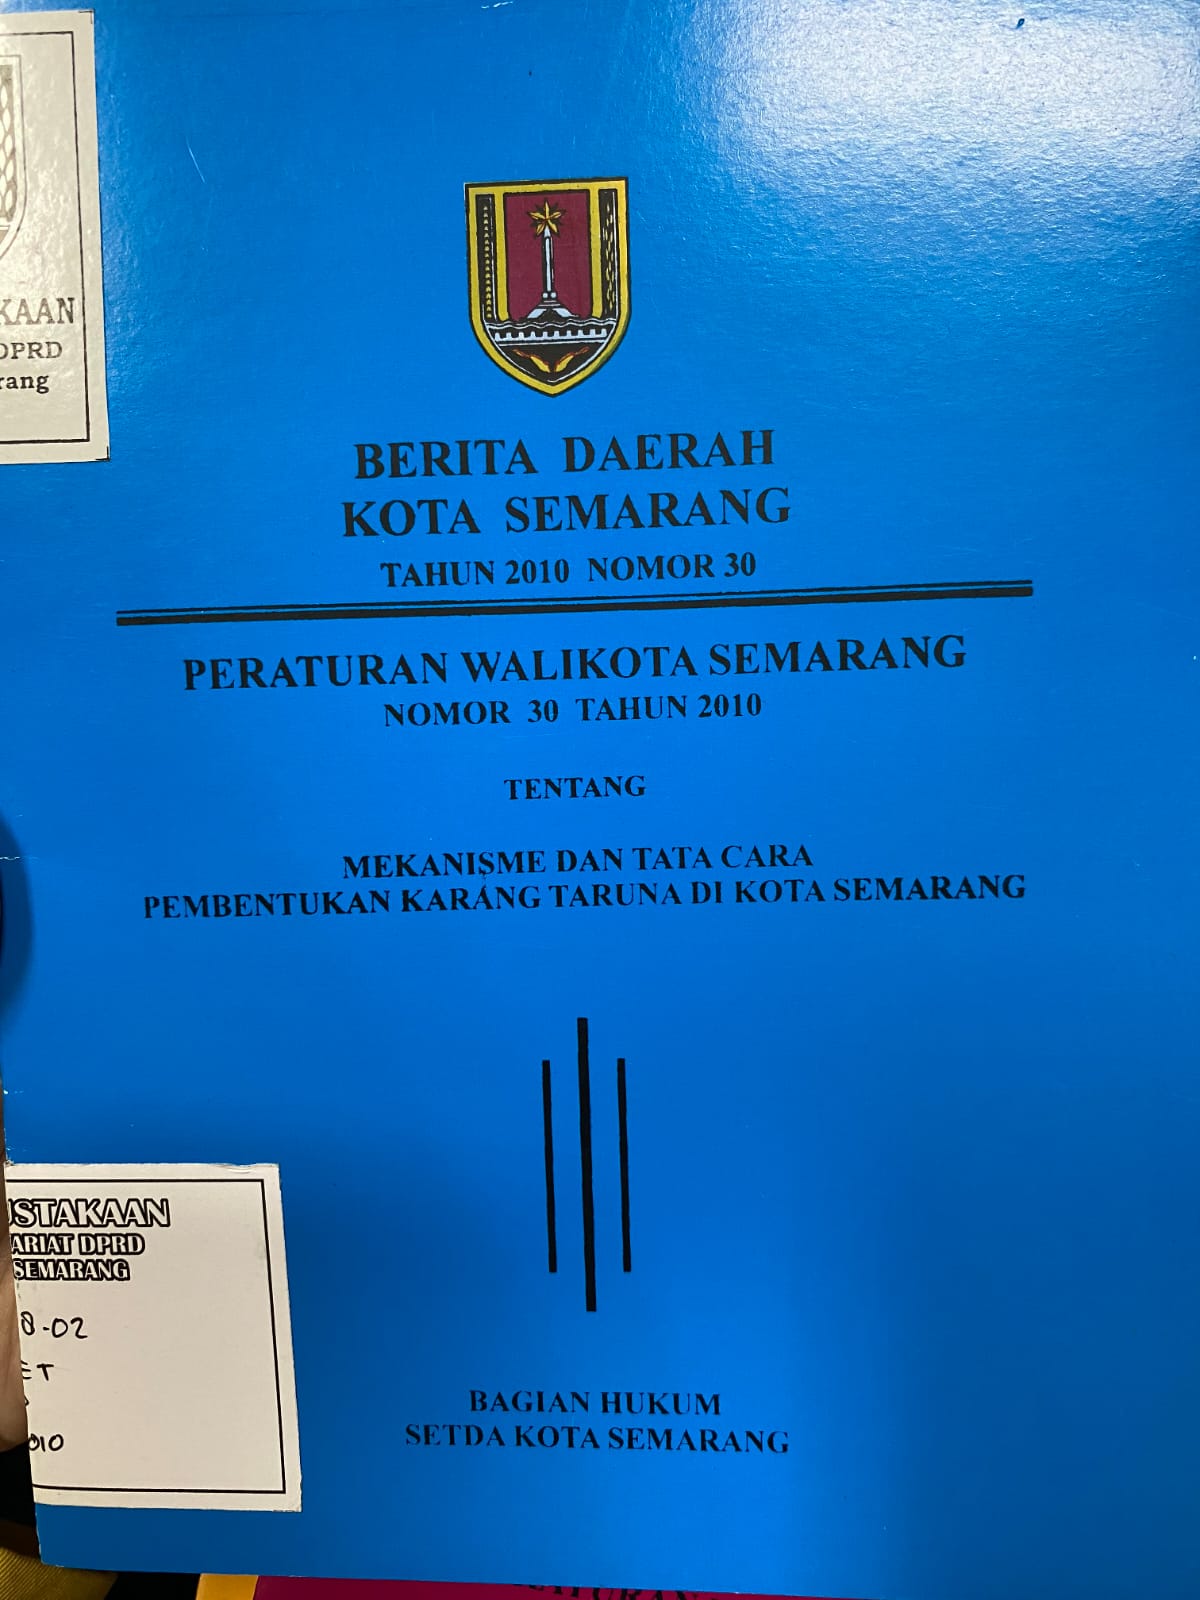 KAAN
DPRD
rang
BERITA DAERAH
KOTA SEMARANG
TAHUN 2010 NOMOR 30
PERATURAN WALIKOTA SEMARANG
NOMOR 30 TAHUN 2010
TENTANG
MEKANISME DAN TATA CARA
PEMBENTUKAN KARANG TARUNA DI KOTA SEMARANG
USTAKAAN
ARIAT DPRD
SEMARANG
8-02
ET
010
BAGIAN HUKUM
SETDA KOTA SEMARANG